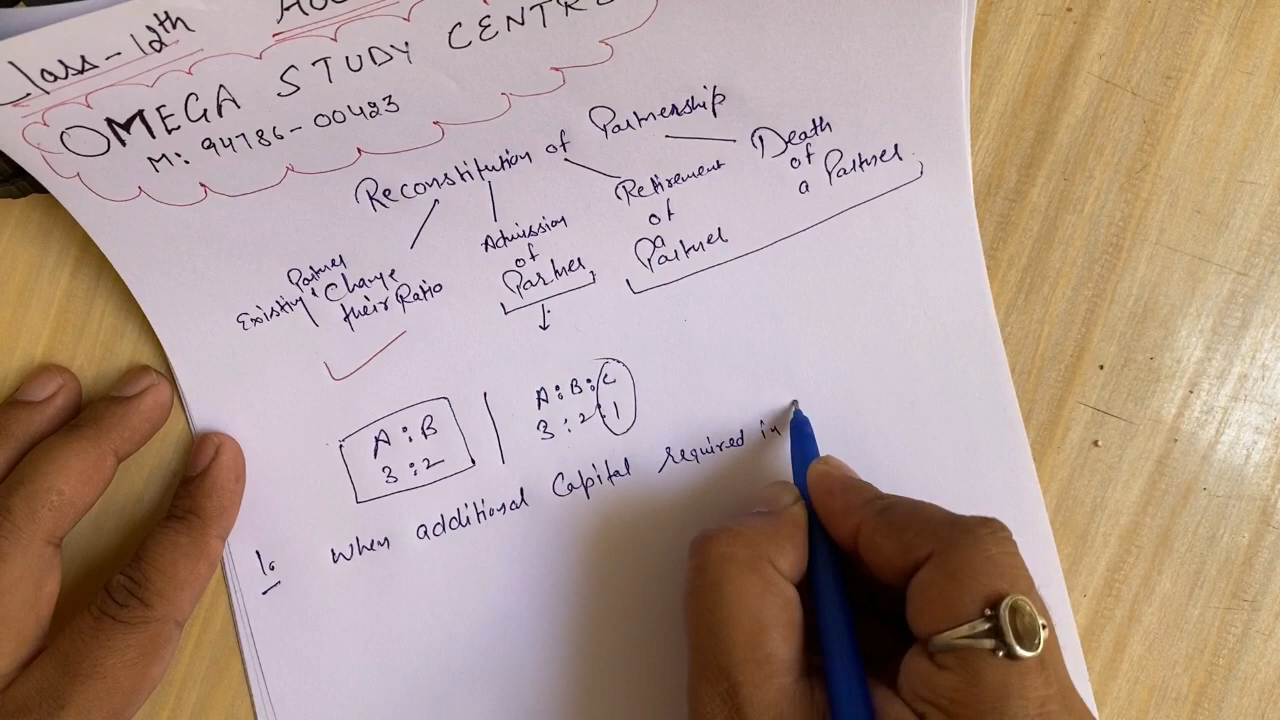 Class-12th
OMEGA STUDY CENTRE
M: 94786-00423
Reconstitution of Partnership
Existing Partner Change
their Ratio
Admission
of
Partner
Retirement
of
a
Partner
Death
of
a Partner
A : B
3 : 2
A : B : C
3 : 2 : 1
1. When additional Capital required in